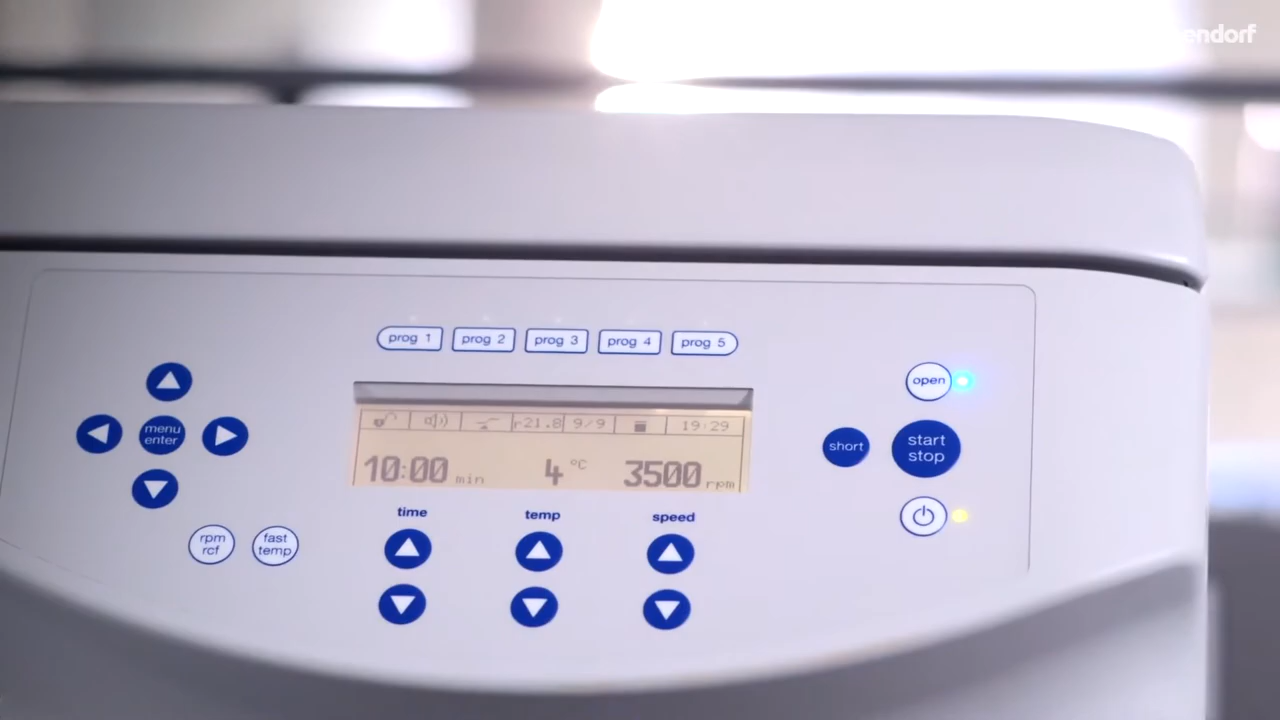 endorf
prog 1 prog 2 prog 3 prog 4 prog 5
r21.8 9/9 19:29
10:00 min 4 °C 3500 rpm
time temp speed
menu
enter
rpm
rcf
fast
temp
open
short
start
stop